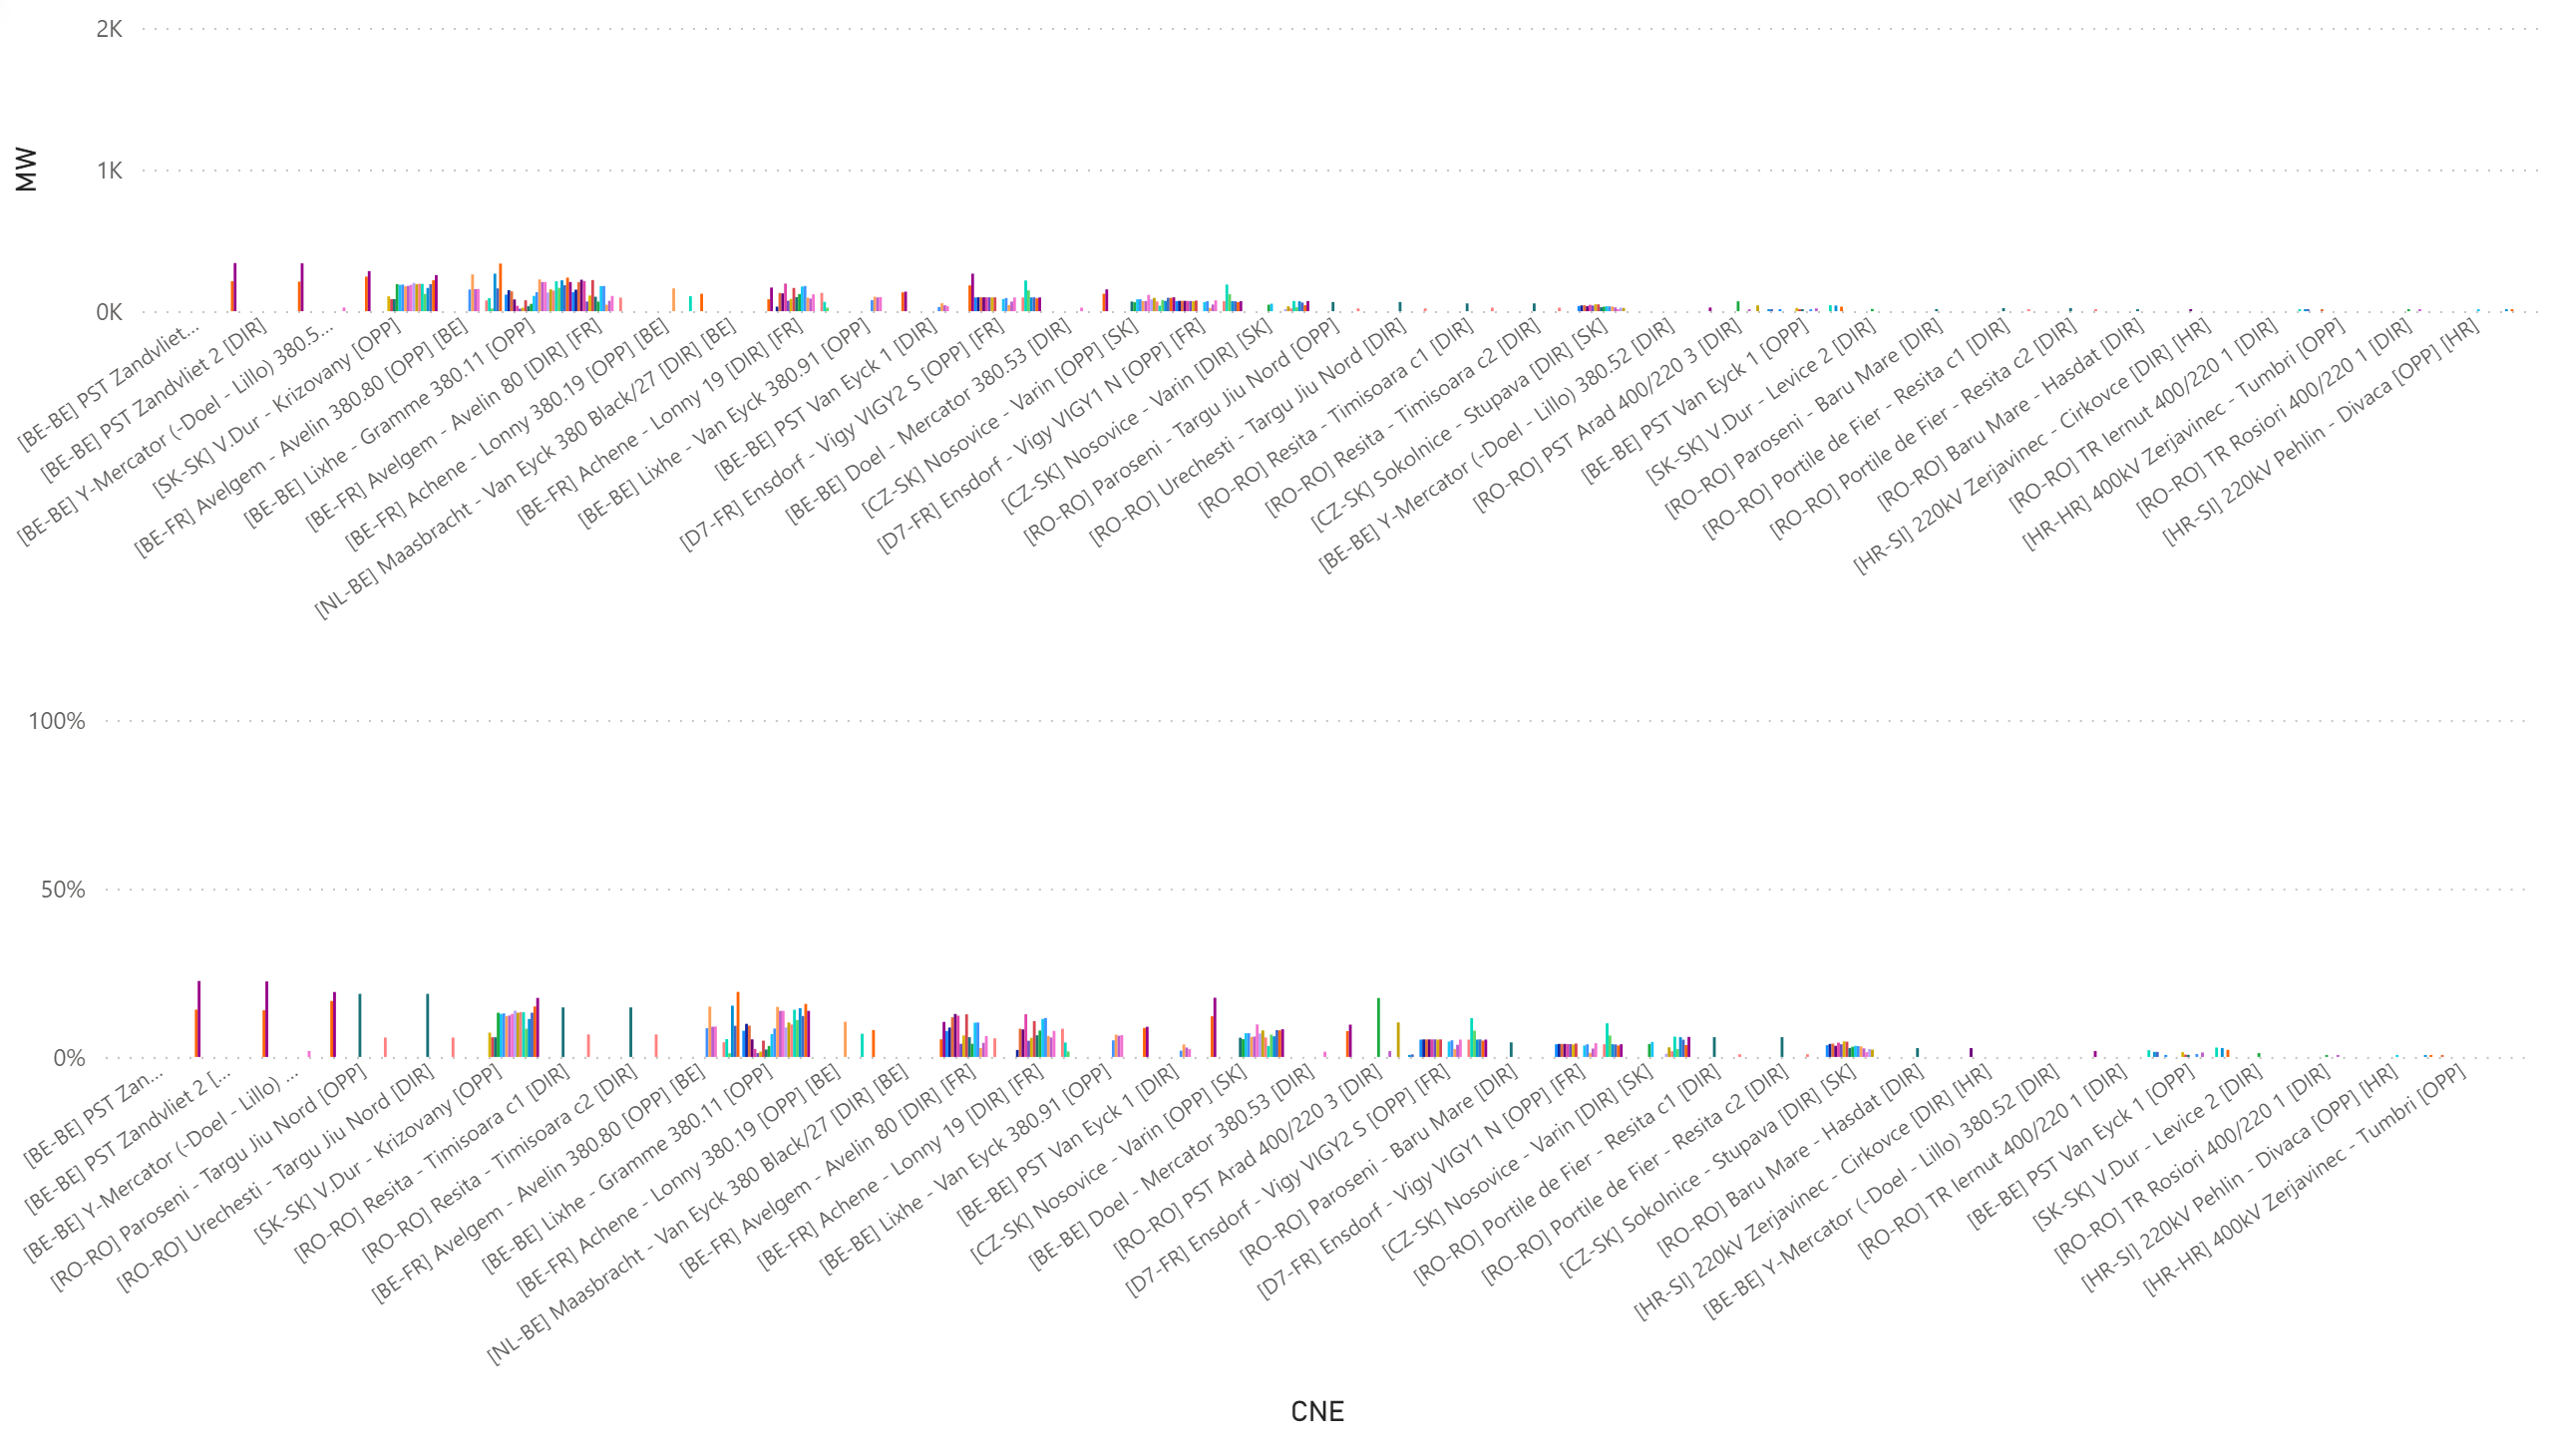 2K
MW
1K
0K
[BE-BE] PST Zandvliet...
[BE-BE] PST Zandvliet 2 [DIR]
[BE-BE] Y-Mercator (-Doel - Lillo) 380.5...
[SK-SK] V.Dur - Krizovany [OPP]
[BE-FR] Avelgem - Avelin 380.80 [OPP] [BE]
[BE-BE] Lixhe - Gramme 380.11 [OPP]
[BE-FR] Avelgem - Avelin 80 [DIR] [FR]
[BE-FR] Achene - Lonny 380.19 [OPP] [BE]
[NL-BE] Maasbracht - Van Eyck 380 Black/27 [DIR] [BE]
[BE-FR] Achene - Lonny 19 [DIR] [FR]
[BE-BE] Lixhe - Van Eyck 380.91 [OPP]
[BE-BE] PST Van Eyck 1 [DIR]
[D7-FR] Ensdorf - Vigy VIGY2 S [OPP] [FR]
[BE-BE] Doel - Mercator 380.53 [DIR]
[CZ-SK] Nosovice - Varin [OPP] [SK]
[D7-FR] Ensdorf - Vigy VIGY1 N [OPP] [FR]
[CZ-SK] Nosovice - Varin [DIR] [SK]
[RO-RO] Paroseni - Targu Jiu Nord [OPP]
[RO-RO] Urechesti - Targu Jiu Nord [DIR]
[RO-RO] Resita - Timisoara c1 [DIR]
[RO-RO] Resita - Timisoara c2 [DIR]
[CZ-SK] Sokolnice - Stupava [DIR] [SK]
[BE-BE] Y-Mercator (-Doel - Lillo) 380.52 [DIR]
[RO-RO] PST Arad 400/220 3 [DIR]
[BE-BE] PST Van Eyck 1 [OPP]
[SK-SK] V.Dur - Levice 2 [DIR]
[RO-RO] Paroseni - Baru Mare [DIR]
[RO-RO] Portile de Fier - Resita c1 [DIR]
[RO-RO] Portile de Fier - Resita c2 [DIR]
[RO-RO] Baru Mare - Hasdat [DIR]
[HR-SI] 220kV Zerjavinec - Cirkovce [DIR] [HR]
[RO-RO] TR Iernut 400/220 1 [DIR]
[HR-HR] 400kV Zerjavinec - Tumbri [OPP]
[RO-RO] TR Rosiori 400/220 1 [DIR]
[HR-SI] 220kV Pehlin - Divaca [OPP] [HR]
100%
50%
0%
[BE-BE] PST Zan...
[BE-BE] PST Zandvliet 2 [...
[BE-BE] Y-Mercator (-Doel - Lillo) ...
[RO-RO] Paroseni - Targu Jiu Nord [OPP]
[RO-RO] Urechesti - Targu Jiu Nord [DIR]
[SK-SK] V.Dur - Krizovany [OPP]
[RO-RO] Resita - Timisoara c1 [DIR]
[RO-RO] Resita - Timisoara c2 [DIR]
[BE-FR] Avelgem - Avelin 380.80 [OPP] [BE]
[BE-BE] Lixhe - Gramme 380.11 [OPP]
[BE-FR] Achene - Lonny 380.19 [OPP] [BE]
[NL-BE] Maasbracht - Van Eyck 380 Black/27 [DIR] [BE]
[BE-FR] Avelgem - Avelin 80 [DIR] [FR]
[BE-FR] Achene - Lonny 19 [DIR] [FR]
[BE-BE] Lixhe - Van Eyck 380.91 [OPP]
[BE-BE] PST Van Eyck 1 [DIR]
[CZ-SK] Nosovice - Varin [OPP] [SK]
[BE-BE] Doel - Mercator 380.53 [DIR]
[RO-RO] PST Arad 400/220 3 [DIR]
[D7-FR] Ensdorf - Vigy VIGY2 S [OPP] [FR]
[RO-RO] Paroseni - Baru Mare [DIR]
[D7-FR] Ensdorf - Vigy VIGY1 N [OPP] [FR]
[CZ-SK] Nosovice - Varin [DIR] [SK]
[RO-RO] Portile de Fier - Resita c1 [DIR]
[RO-RO] Portile de Fier - Resita c2 [DIR]
[CZ-SK] Sokolnice - Stupava [DIR] [SK]
[RO-RO] Baru Mare - Hasdat [DIR]
[HR-SI] 220kV Zerjavinec - Cirkovce [DIR] [HR]
[BE-BE] Y-Mercator (-Doel - Lillo) 380.52 [DIR]
[RO-RO] TR Iernut 400/220 1 [DIR]
[BE-BE] PST Van Eyck 1 [OPP]
[SK-SK] V.Dur - Levice 2 [DIR]
[RO-RO] TR Rosiori 400/220 1 [DIR]
[HR-SI] 220kV Pehlin - Divaca [OPP] [HR]
[HR-HR] 400kV Zerjavinec - Tumbri [OPP]
CNE